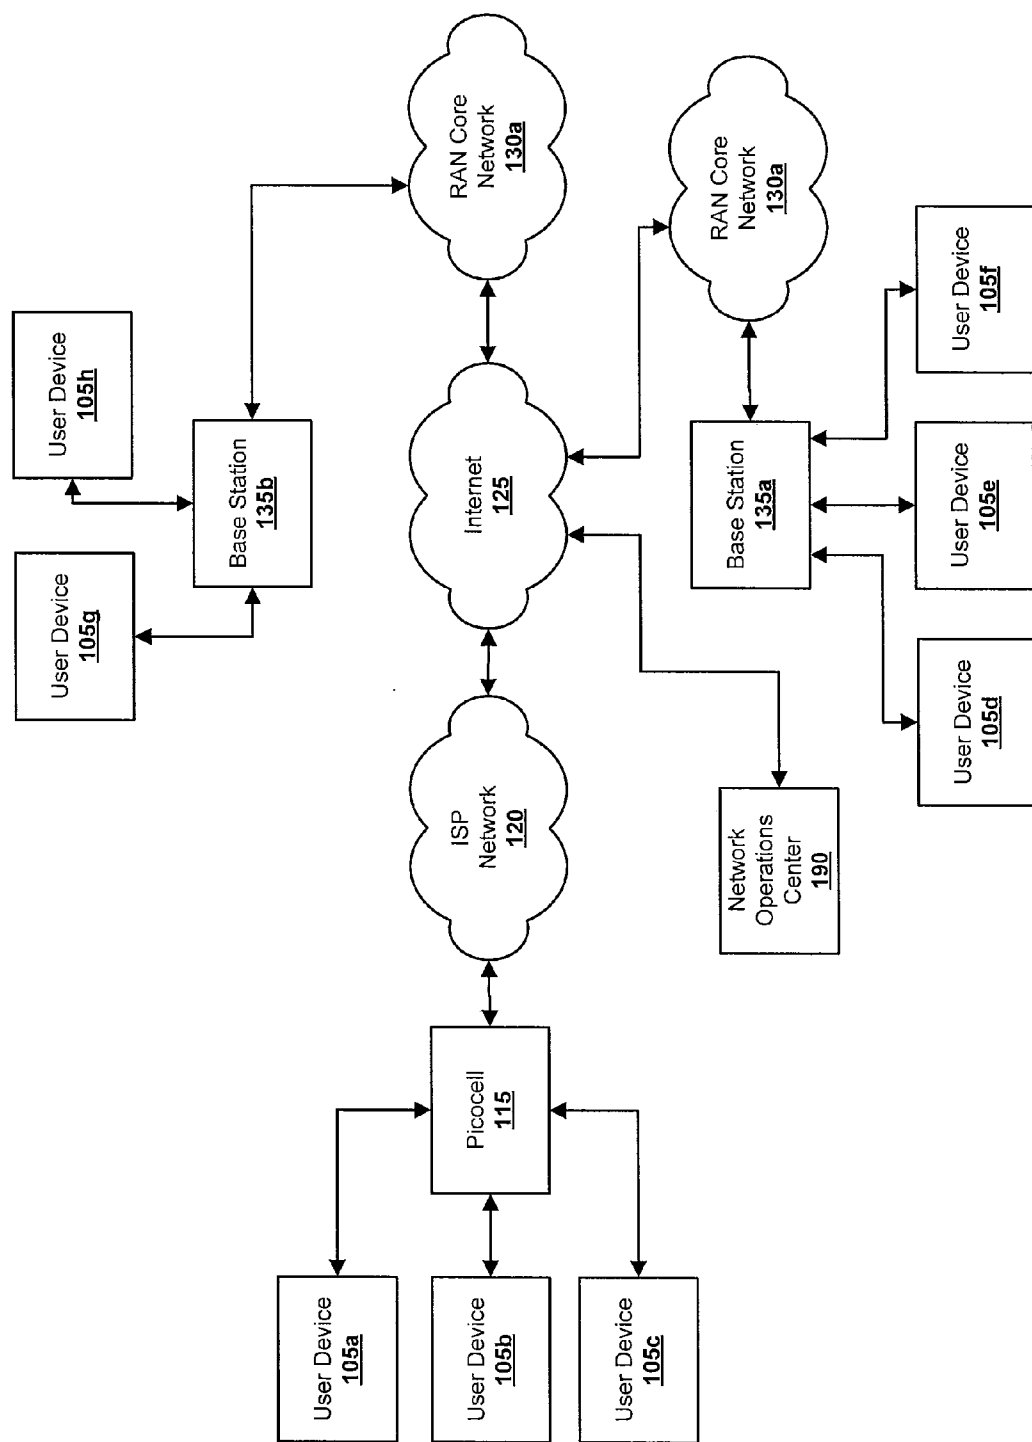 User Device
105g
User Device
105h
Base Station
135b
User Device
105a
User Device
105b
User Device
105c
Picocell
115
ISP
Network
120
Internet
125
RAN Core
Network
130a
RAN Core
Network
130a
Network
Operations
Center
190
Base Station
135a
User Device
105d
User Device
105e
User Device
105f